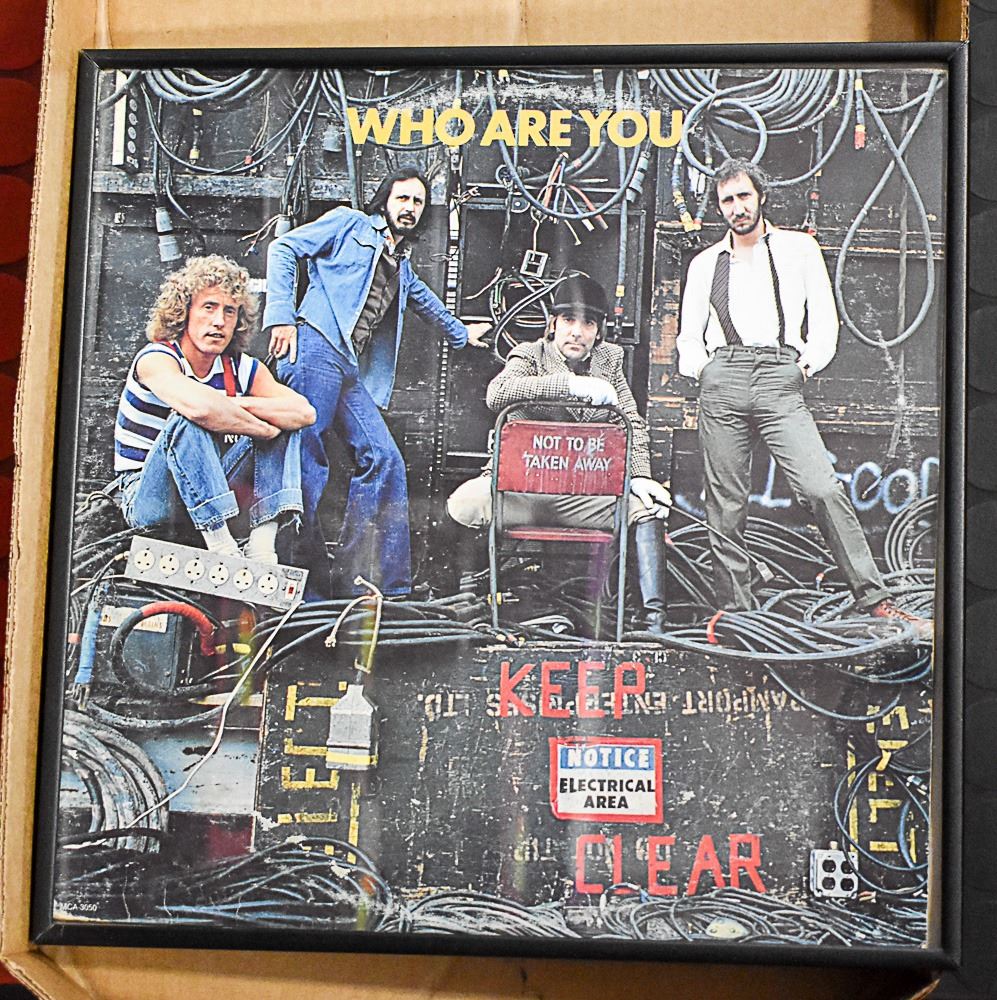 WHO ARE YOU
NOT TO BE
TAKEN AWAY
KEEP
NOTICE
ELECTRICAL
AREA
CLEAR
MCA-3050